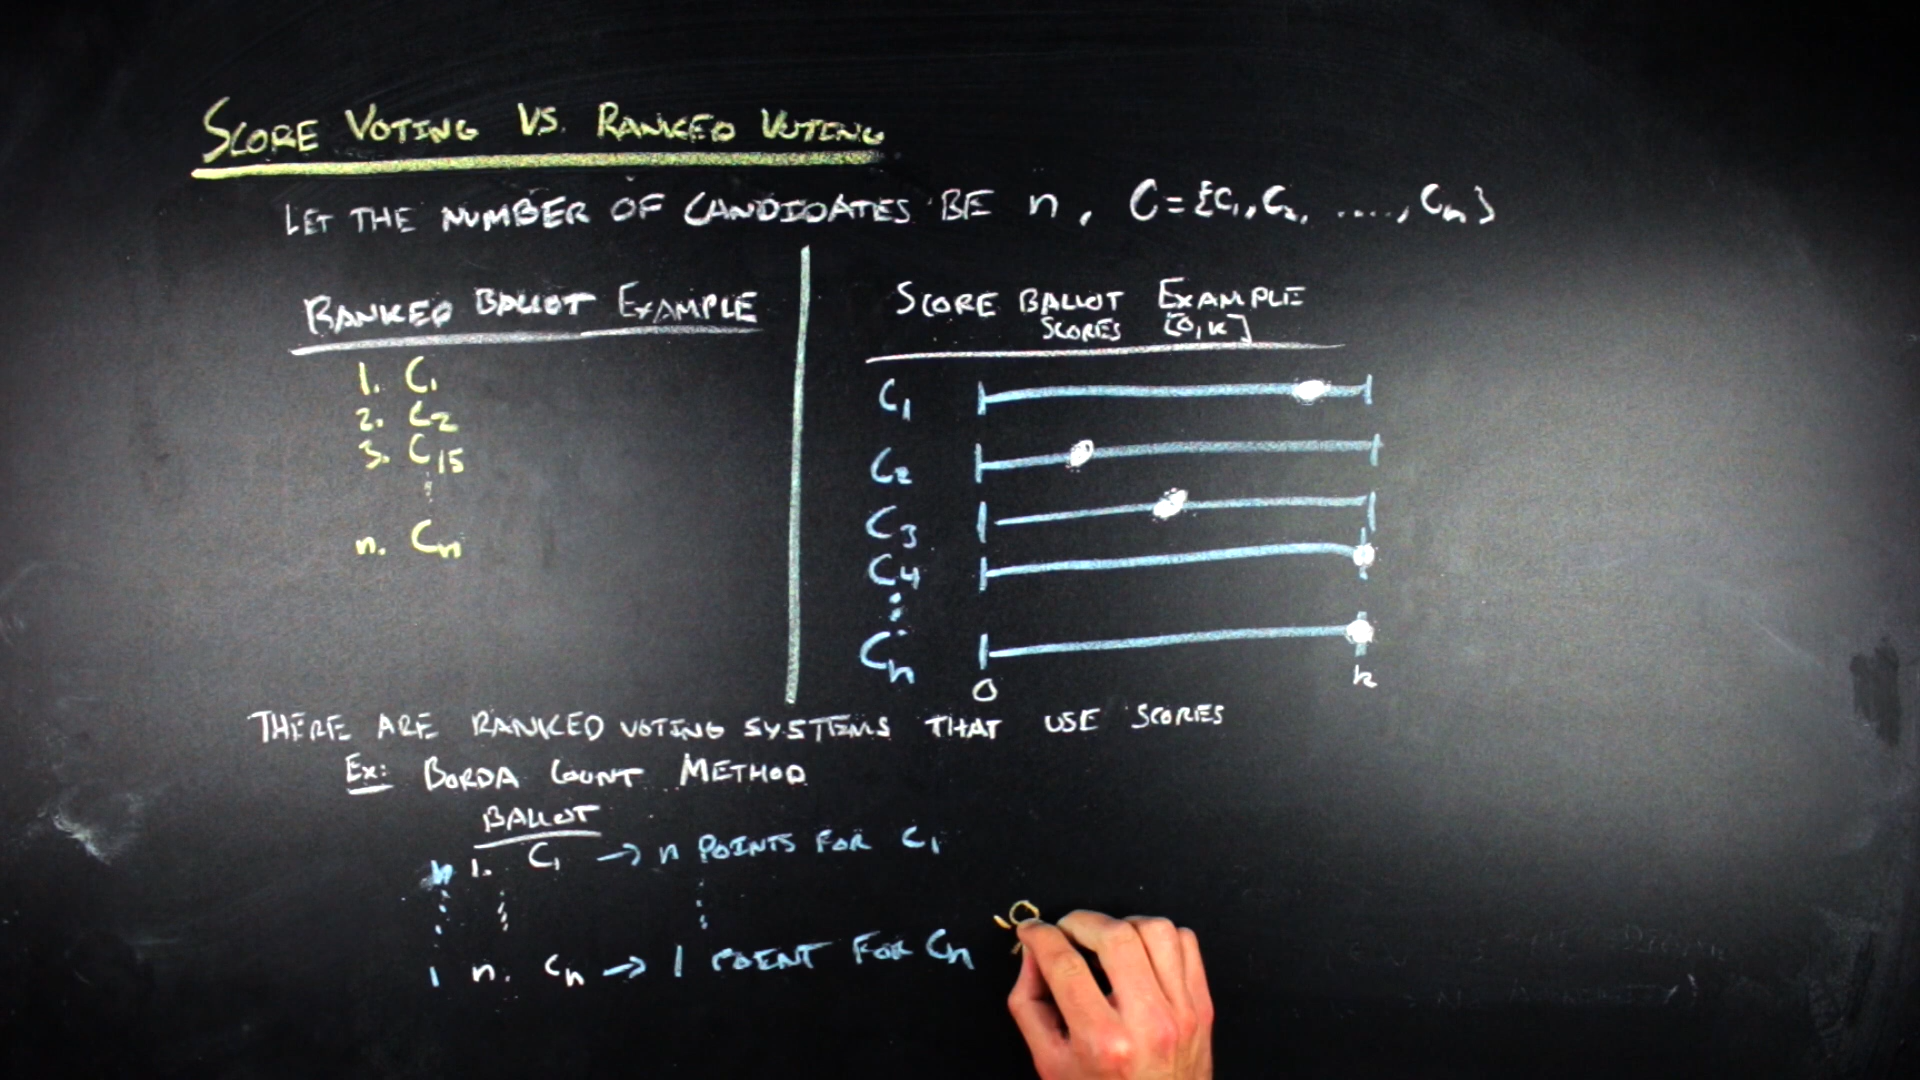 SCORE VOTING VS. RANKED VOTING
LET THE NUMBER OF CANDIDATES BE n, C={C1, C2, ...., Cn}
RANKED BALLOT EXAMPLE
1. C1
2. C2
3. C15
n. Cn
SCORE BALLOT EXAMPLE
SCORES [0,k]
C1
C2
C3
C4
Cn
0 k
THERE ARE RANKED VOTING SYSTEMS THAT USE SCORES
Ex: BORDA COUNT METHOD
BALLOT
n 1. C1 → n POINTS FOR C1
1 n. Cn → 1 POINT FOR Cn